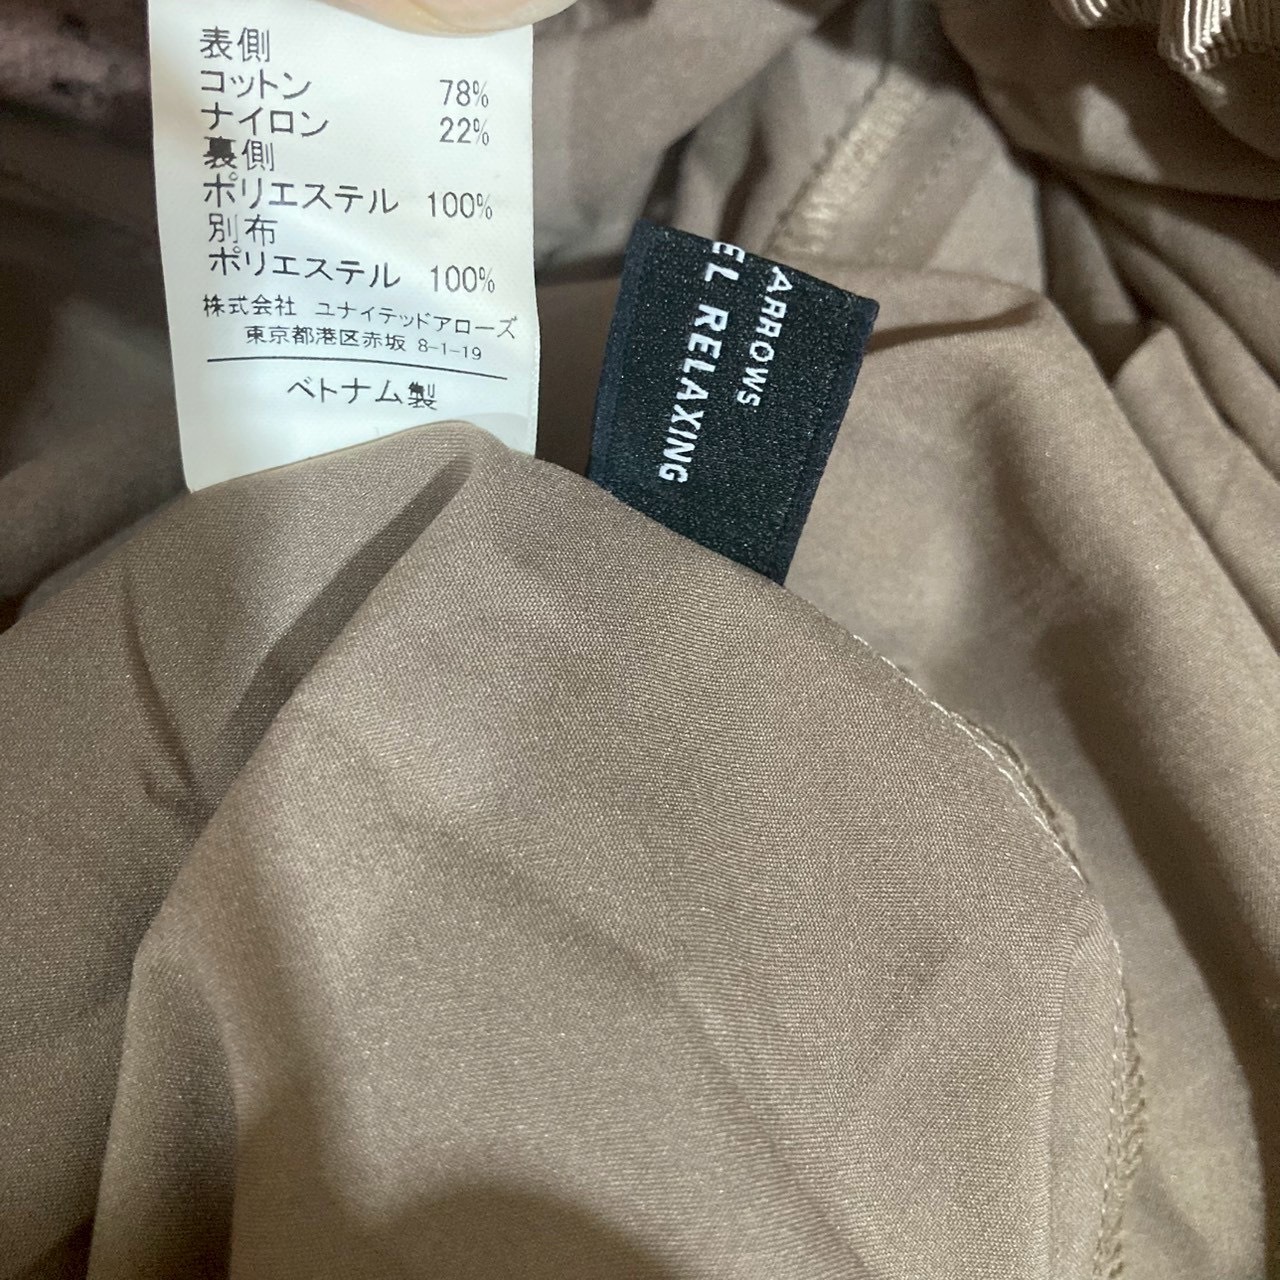 表側
コットン 78%
ナイロン 22%
裏側
ポリエステル 100%
別布
ポリエステル 100%
株式会社 ユナイテッドアローズ
東京都港区赤坂 8-1-19
ベトナム製
ARROWS
EL RELAXING